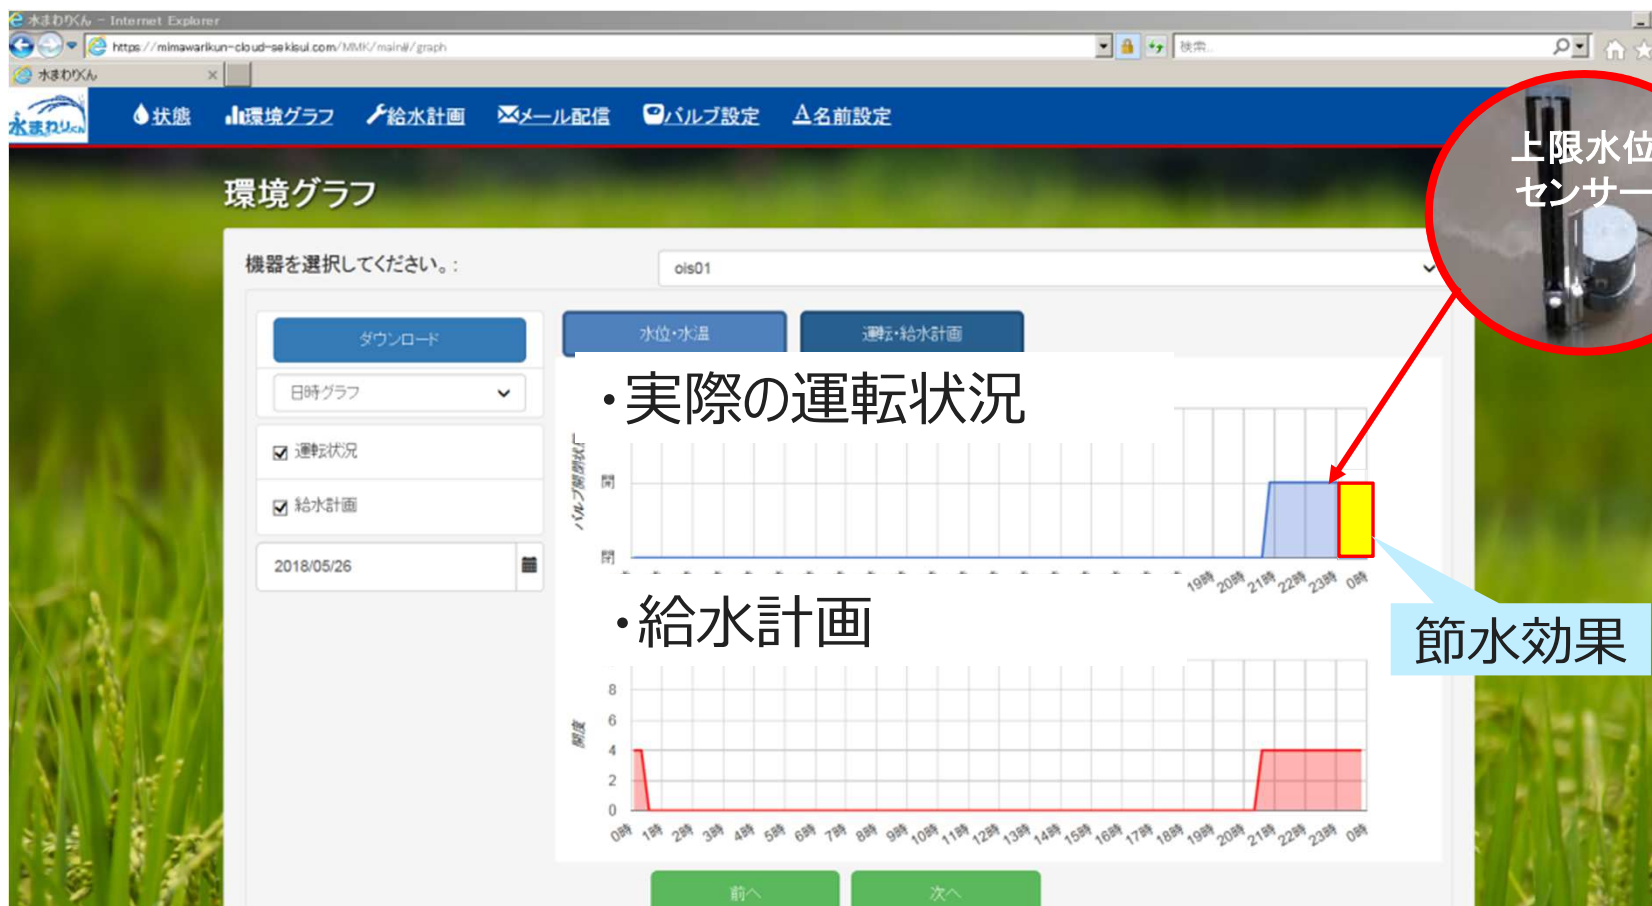 水まわりくん - Internet Explorer
https://mimawarikun-cloud-sekisui.com/MMK/main#/graph
検索...
水まわりくん
水まわりくん
状態
環境グラフ
給水計画
メール配信
バルブ設定
A名前設定
上限水位
センサー
環境グラフ
機器を選択してください。:
ois01
ダウンロード
水位・水温
運転・給水計画
日時グラフ
・実際の運転状況
運転状況
給水計画
2018/05/26
開
閉
19時 20時 21時 22時 23時 0時
節水効果
・給水計画
開度
8
6
4
2
0
0時 1時 2時 3時 4時 5時 6時 7時 8時 9時 10時 11時 12時 13時 14時 15時 16時 17時 18時 19時 20時 21時 22時 23時 0時
前へ
次へ